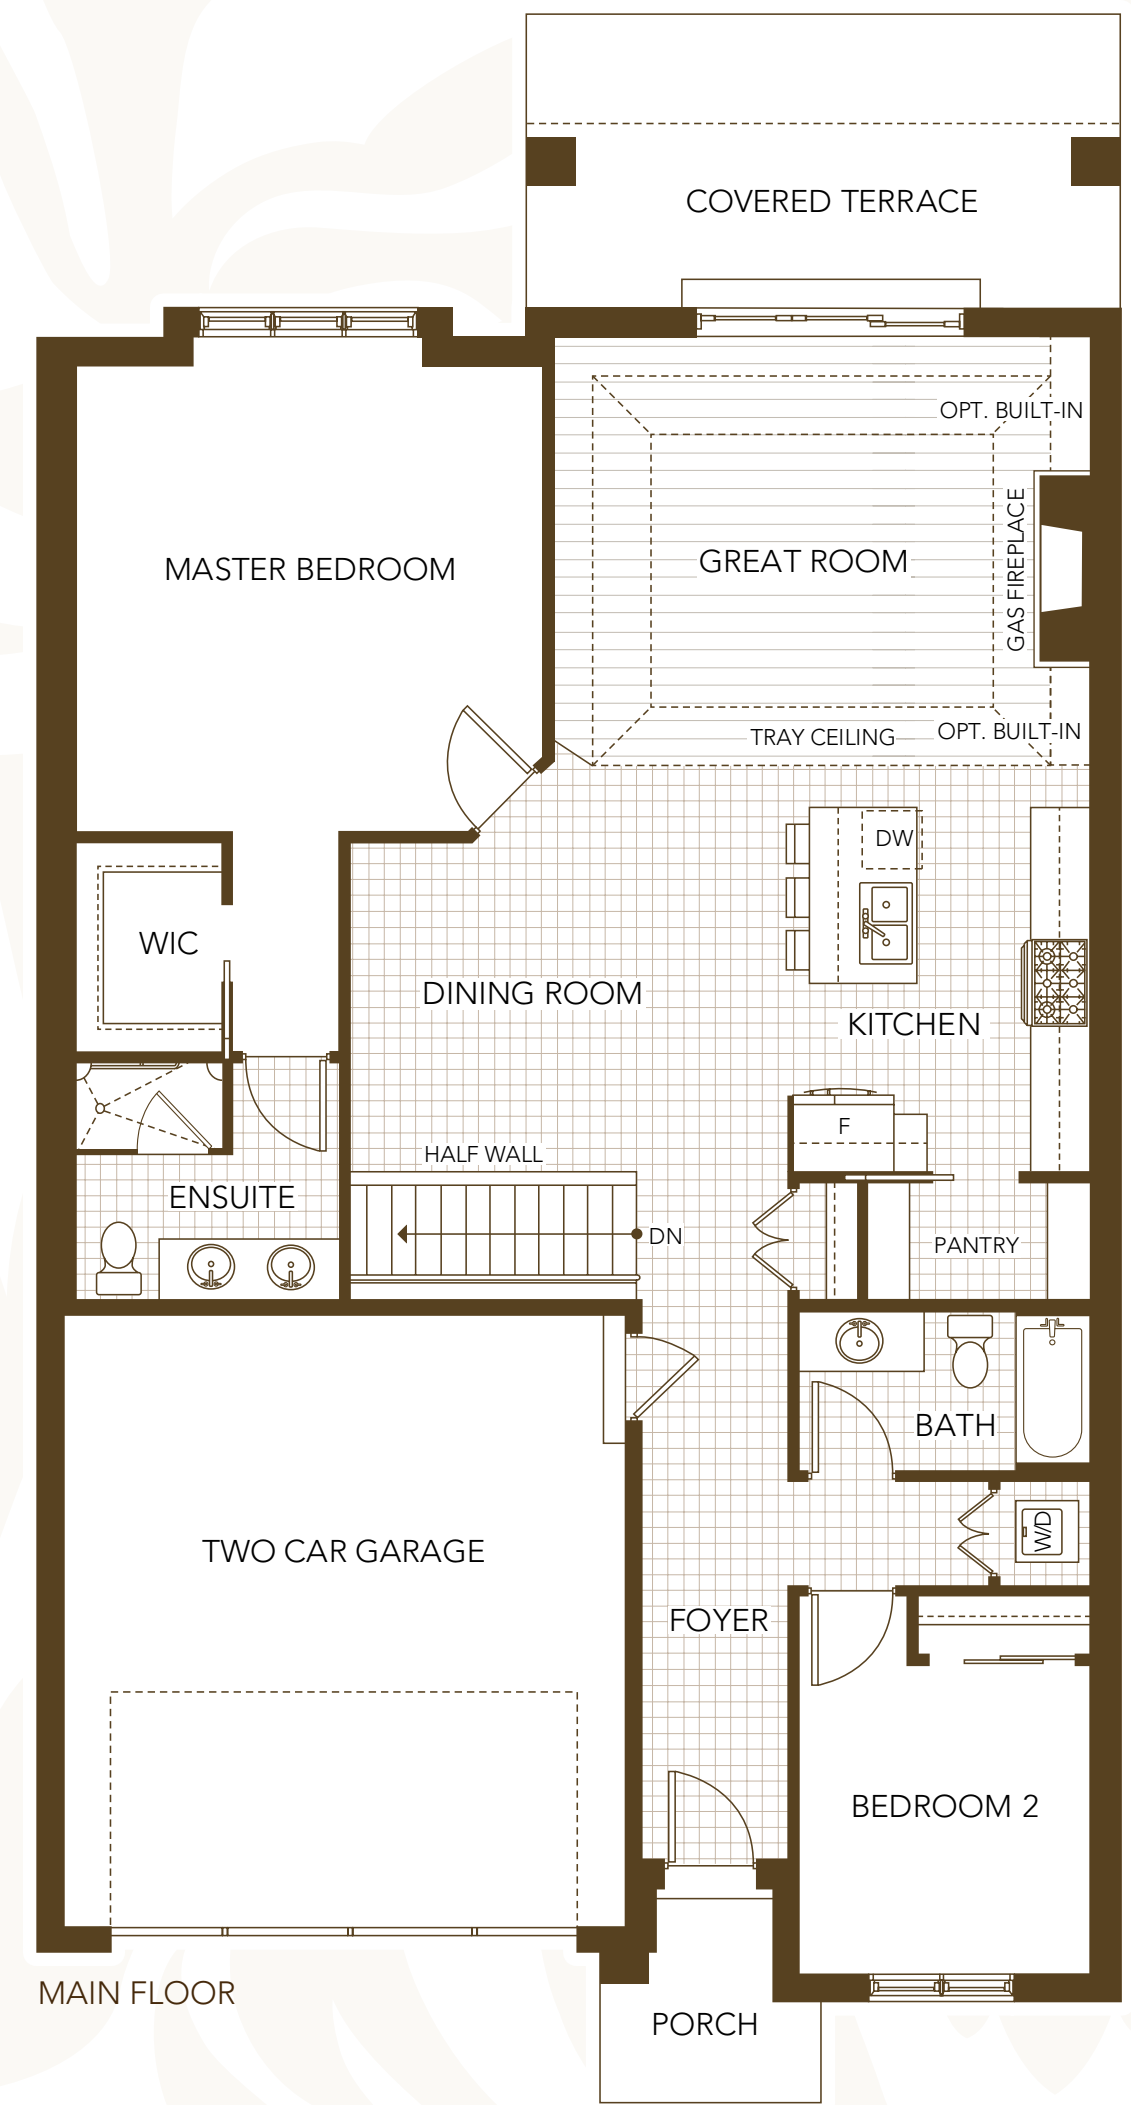 COVERED TERRACE
OPT. BUILT-IN
MASTER BEDROOM
GREAT ROOM
GAS FIREPLACE
TRAY CEILING
OPT. BUILT-IN
DW
WIC
DINING ROOM
KITCHEN
F
HALF WALL
ENSUITE
DN
PANTRY
BATH
TWO CAR GARAGE
W/D
FOYER
BEDROOM 2
MAIN FLOOR
PORCH